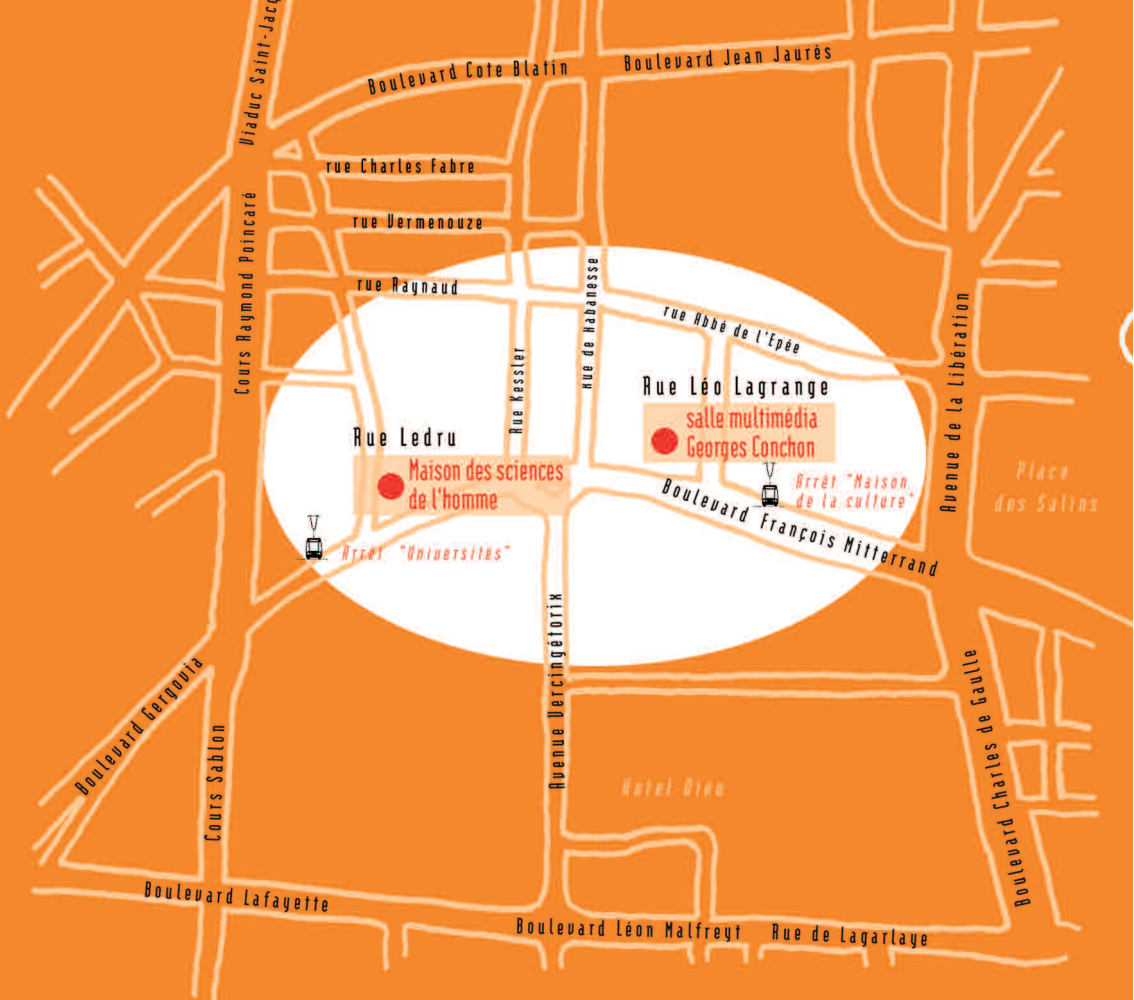 Viaduc Saint-Jacq
Boulevard Cote Blatin
Boulevard Jean Jaurès
rue Charles Fabre
Cours Raymond Poincaré
rue Vermenouze
rue Raynaud
Rue de Rabanesse
rue Abbé de l'Epée
Avenue de la Libération
Rue Kessler
Rue Léo Lagrange
salle multimédia
Georges Conchon
Rue Ledru
Maison des sciences
de l'homme
Place
des Salins
Arrêt "Maison
de la culture"
Boulevard François Mitterrand
Arrêt "Universités"
Avenue Vercingétorix
Boulevard Gergovia
Cours Sablon
Boulevard Charles de Gaulle
Hotel-Dieu
Boulevard Lafayette
Boulevard Léon Malfreyt
Rue de Lagarlaye